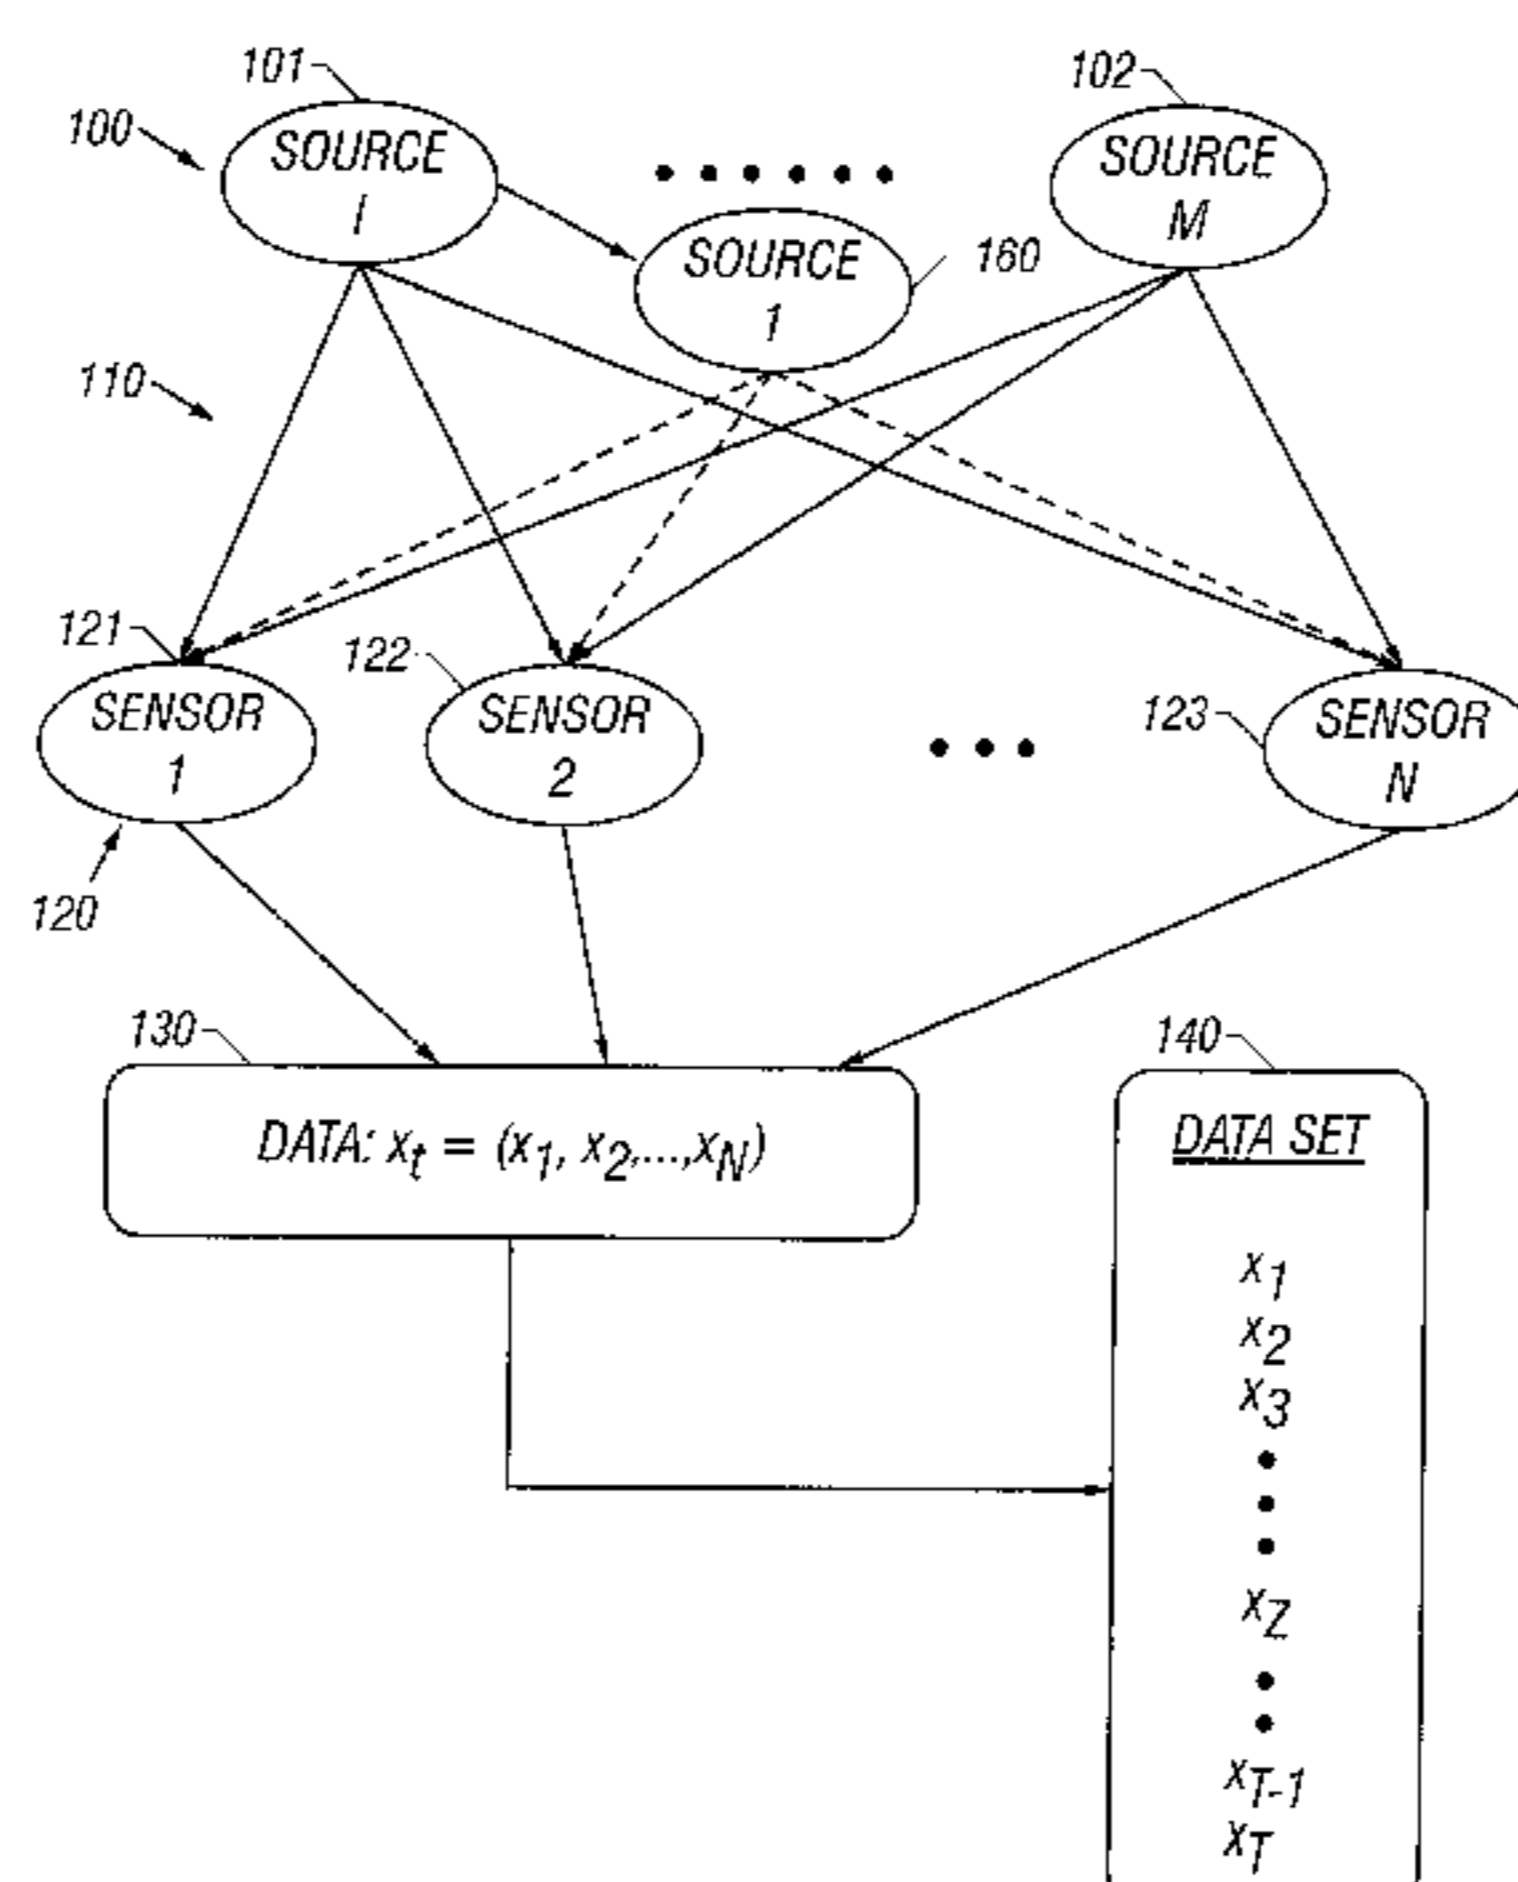 101
102
100
SOURCE
I
SOURCE
M
SOURCE
1
160
110
121
122
123
SENSOR
1
SENSOR
2
SENSOR
N
120
130
140
DATA: xt = (x1, x2,...,xN)
DATA SET
x1
x2
x3
xZ
xT-1
xT